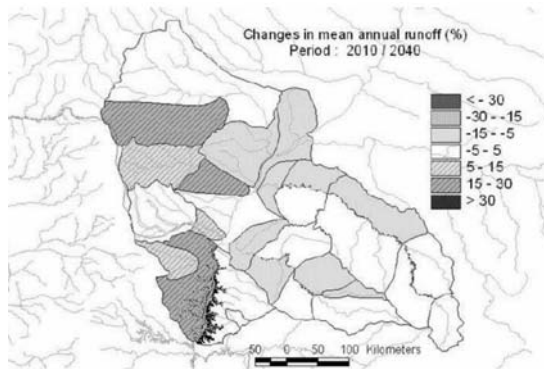 Changes in mean annual runoff (%)
Period : 2010 / 2040
< - 30
-30 - -15
-15 - -5
-5 - 5
5 - 15
15 - 30
> 30
50 0 50 100 Kilometers